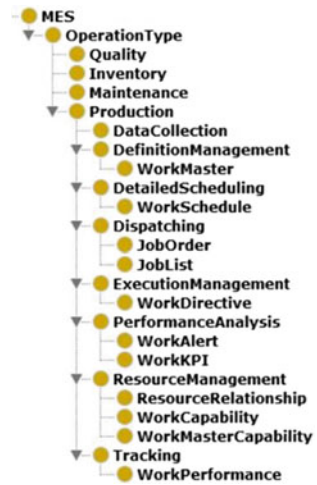 MES
OperationType
Quality
Inventory
Maintenance
Production
DataCollection
DefinitionManagement
WorkMaster
DetailedScheduling
WorkSchedule
Dispatching
JobOrder
JobList
ExecutionManagement
WorkDirective
PerformanceAnalysis
WorkAlert
WorkKPI
ResourceManagement
ResourceRelationship
WorkCapability
WorkMasterCapability
Tracking
WorkPerformance